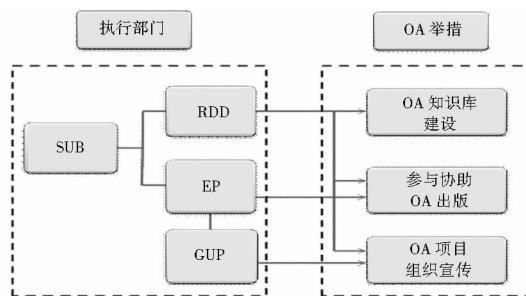 执行部门
OA 举措
RDD
OA 知识库
建设
SUB
EP
参与协助
OA 出版
GUP
OA 项目
组织宣传